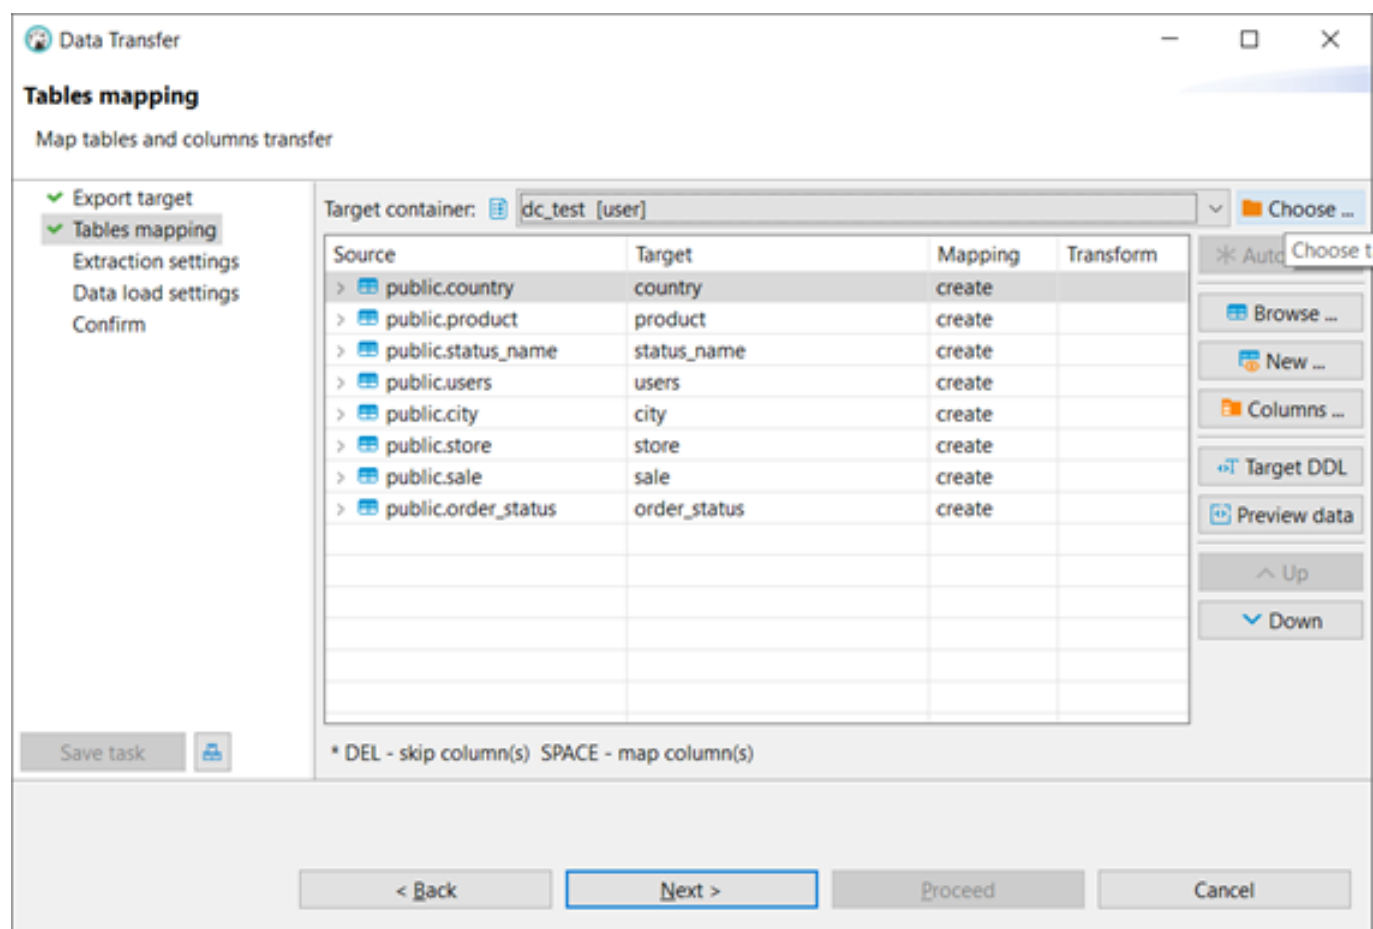 Data Transfer
Tables mapping
Map tables and columns transfer
Export target
Tables mapping
Extraction settings
Data load settings
Confirm
Target container: dc_test [user] Choose ...
Source Target Mapping Transform
public.country country create
public.product product create
public.status_name status_name create
public.users users create
public.city city create
public.store store create
public.sale sale create
public.order_status order_status create
Auto
Choose t
Browse ...
New ...
Columns ...
Target DDL
Preview data
Up
Down
Save task
* DEL - skip column(s) SPACE - map column(s)
< Back Next > Proceed Cancel